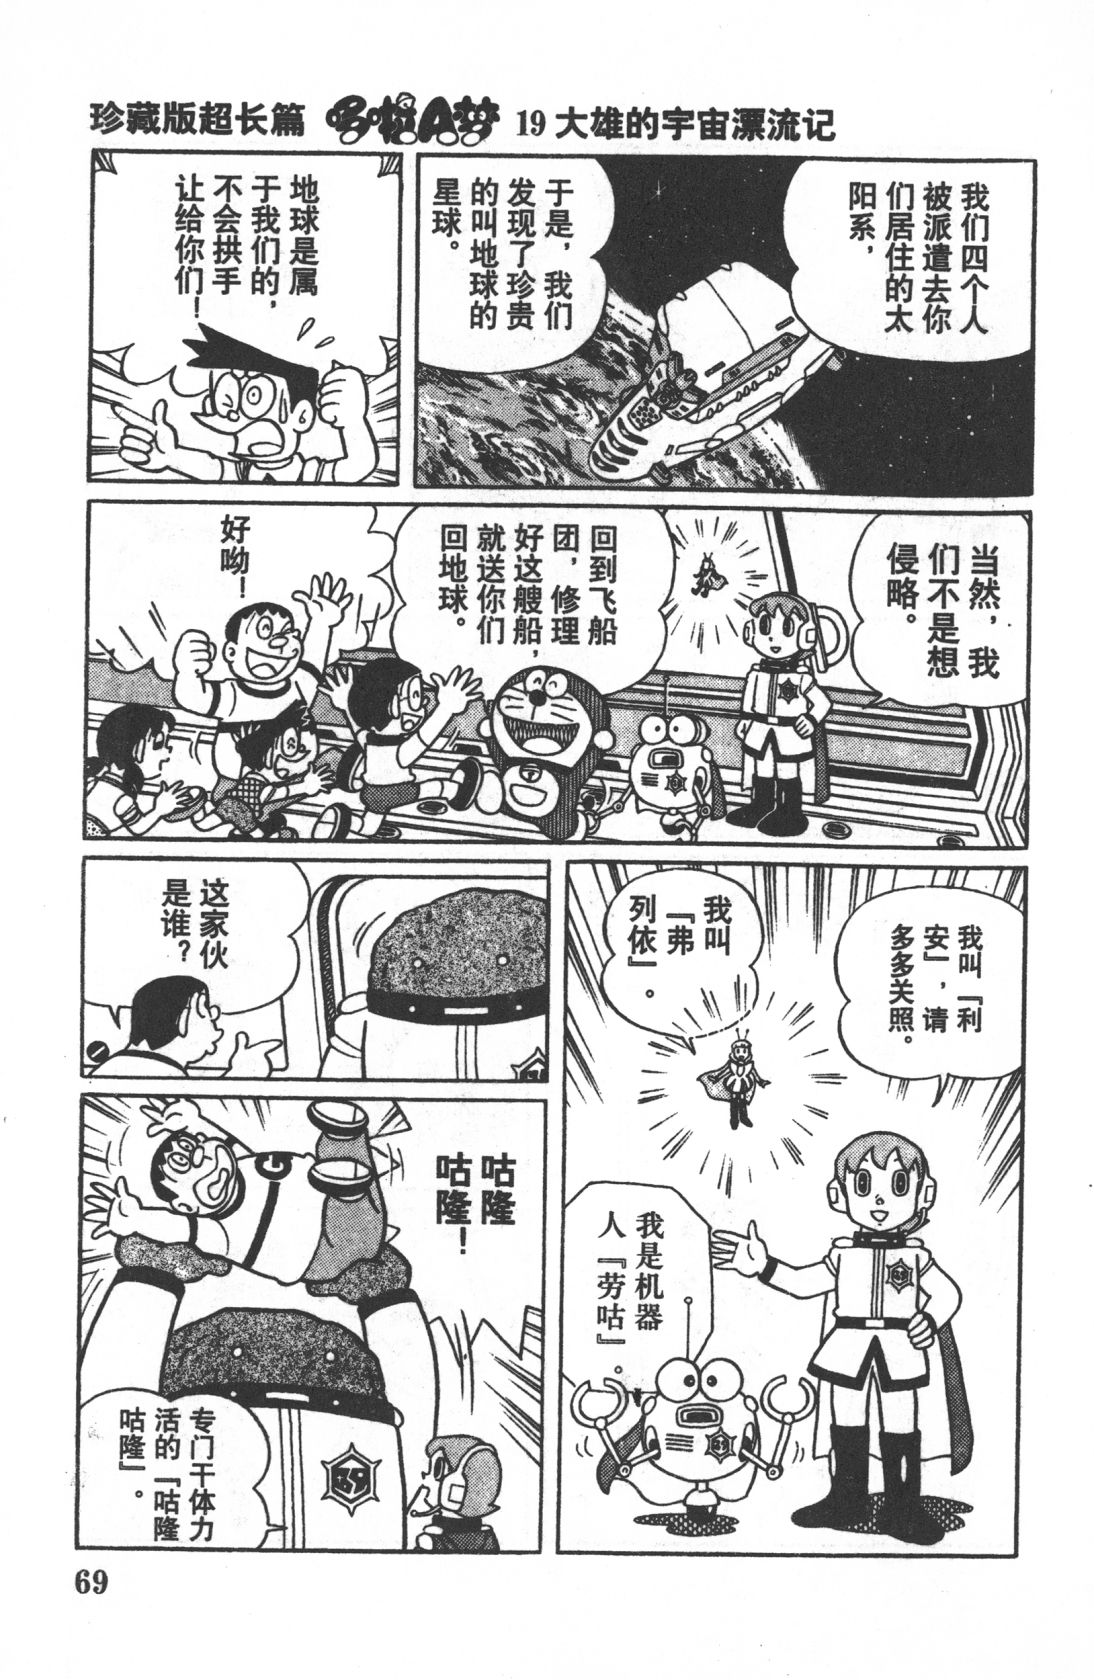 珍藏版超长篇 哆啦A梦 19 大雄的宇宙漂流记
我们四个人
被派遣去你
们居住的太
阳系，
于是，我们
发现了珍贵
的叫地球的
星球。
地球是属
于我们的，
不会拱手
让给你们！
当然，我
们不是想
侵略。
回到飞船
团，修理
好这艘船，
就送你们
回地球。
好呦！
我叫「利
安」，请
多多关照。
我叫
「弗
列依」。
我是机器
人『劳咕』。
这家伙
是谁？
咕隆
咕隆！
G
专门干体力
活的『咕隆
咕隆』。
69
69
69
69